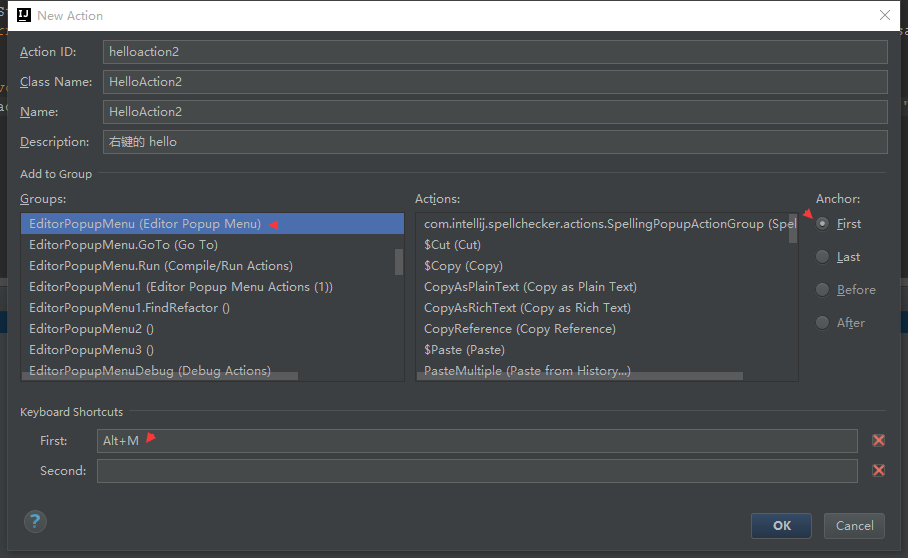 IJ New Action
Action ID: helloaction2
Class Name: HelloAction2
Name: HelloAction2
Description: 右鍵的 hello
Add to Group
Groups: Actions: Anchor:
EditorPopupMenu (Editor Popup Menu) com.intellij.spellchecker.actions.SpellingPopupActionGroup (Spel First
EditorPopupMenu.GoTo (Go To) $Cut (Cut)
EditorPopupMenu.Run (Compile/Run Actions) $Copy (Copy) Last
EditorPopupMenu1 (Editor Popup Menu Actions (1)) CopyAsPlainText (Copy as Plain Text) Before
EditorPopupMenu1.FindRefactor () CopyAsRichText (Copy as Rich Text)
EditorPopupMenu2 () CopyReference (Copy Reference) After
EditorPopupMenu3 () $Paste (Paste)
EditorPopupMenuDebug (Debug Actions) PasteMultiple (Paste from History...)
Keyboard Shortcuts
First: Alt+M
Second:
? OK Cancel